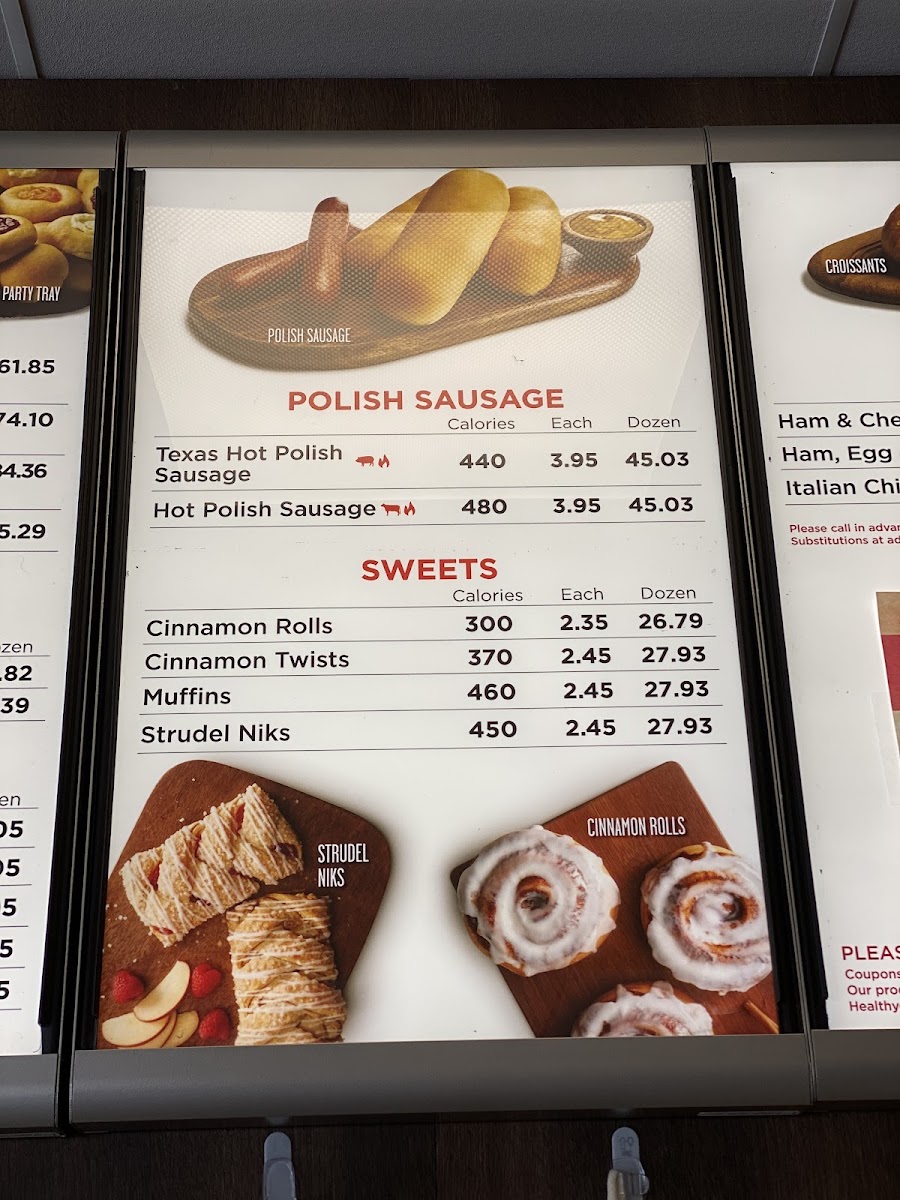 PARTY TRAY
61.85
74.10
84.36
5.29
zen
.82
39
en
05
05
5
5
5
POLISH SAUSAGE
POLISH SAUSAGE
Calories Each Dozen
Texas Hot Polish
Sausage 440 3.95 45.03
Hot Polish Sausage 480 3.95 45.03
SWEETS
Calories Each Dozen
Cinnamon Rolls 300 2.35 26.79
Cinnamon Twists 370 2.45 27.93
Muffins 460 2.45 27.93
Strudel Niks 450 2.45 27.93
STRUDEL
NIKS
CINNAMON ROLLS
CROISSANTS
Ham & Che
Ham, Egg
Italian Chi
Please call in advan
Substitutions at ad
PLEAS
Coupons
Our proc
Healthy